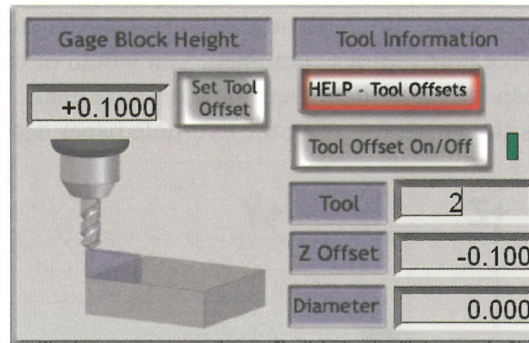 Gage Block Height
+0.1000
Set Tool
Offset
Tool Information
HELP - Tool Offsets
Tool Offset On/Off
Tool
2
Z Offset
-0.100
Diameter
0.000